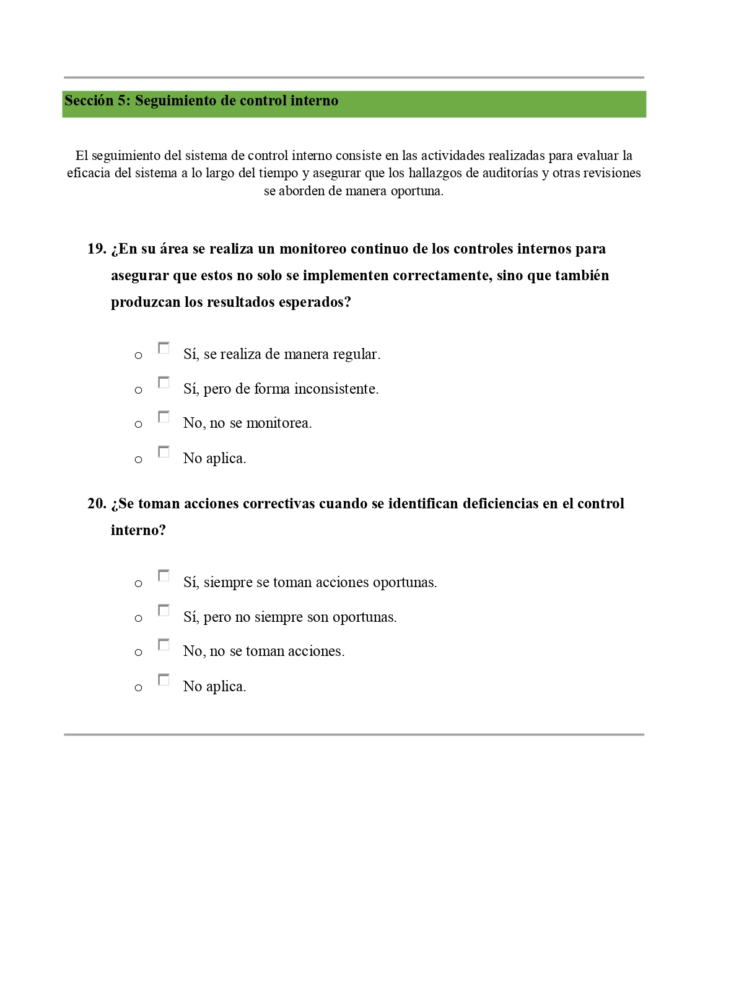 Sección 5: Seguimiento de control interno
El seguimiento del sistema de control interno consiste en las actividades realizadas para evaluar la
eficacia del sistema a lo largo del tiempo y asegurar que los hallazgos de auditorías y otras revisiones
se aborden de manera oportuna.
19. ¿En su área se realiza un monitoreo continuo de los controles internos para
asegurar que estos no solo se implementen correctamente, sino que también
produzcan los resultados esperados?
o Sí, se realiza de manera regular.
o Sí, pero de forma inconsistente.
o No, no se monitorea.
o No aplica.
20. ¿Se toman acciones correctivas cuando se identifican deficiencias en el control
interno?
o Sí, siempre se toman acciones oportunas.
o Sí, pero no siempre son oportunas.
o No, no se toman acciones.
o No aplica.